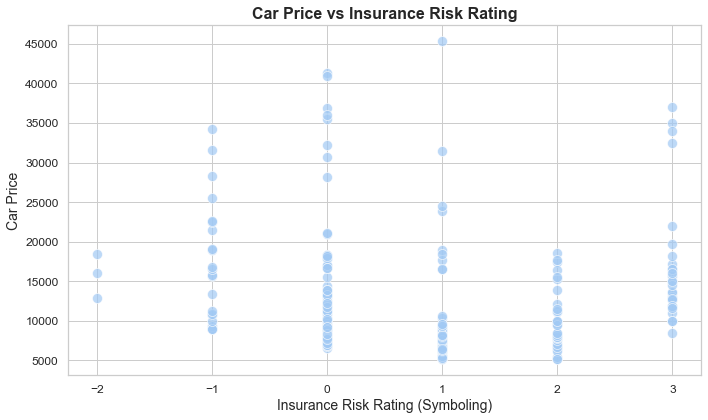 Car Price vs Insurance Risk Rating
Car Price
45000
40000
35000
30000
25000
20000
15000
10000
5000
−2 −1 0 1 2 3
Insurance Risk Rating (Symboling)